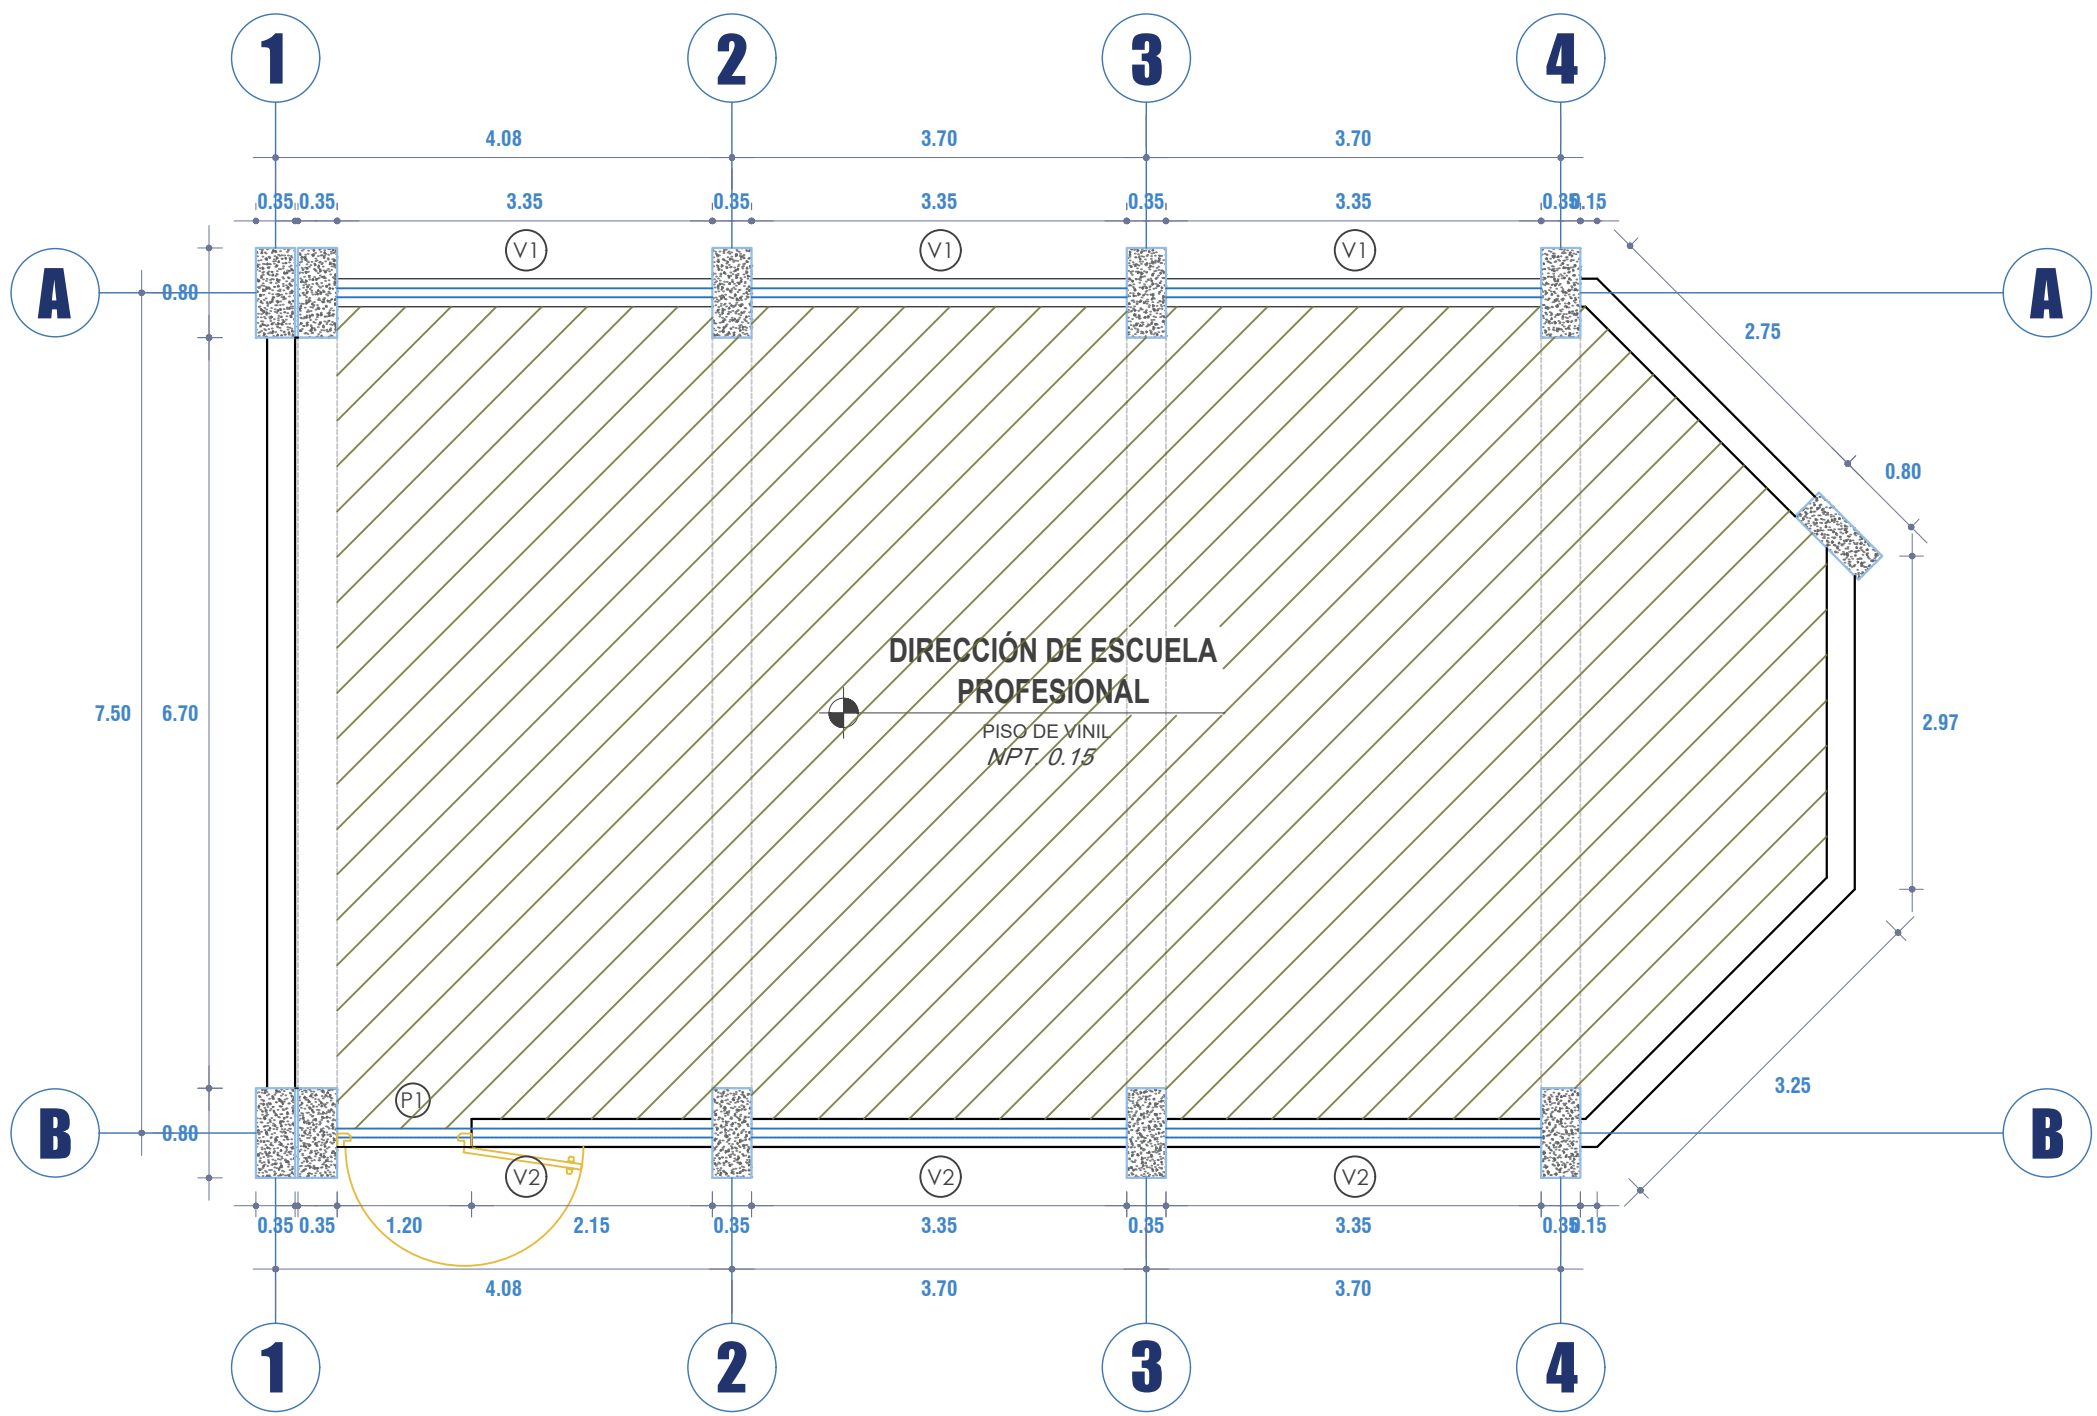 1 2 3 4
4.08 3.70 3.70
0.35 0.35 3.35 0.35 3.35 0.35 3.35 0.35 0.15
V1 V1 V1
A 0.80 A
2.75
0.80
DIRECCIÓN DE ESCUELA
PROFESIONAL
7.50 6.70 2.97
PISO DE VINIL
NPT 0.15
3.25
P1
B 0.80 B
V2 V2 V2
0.35 0.35 1.20 2.15 0.35 3.35 0.35 3.35 0.35 0.15
4.08 3.70 3.70
1 2 3 4